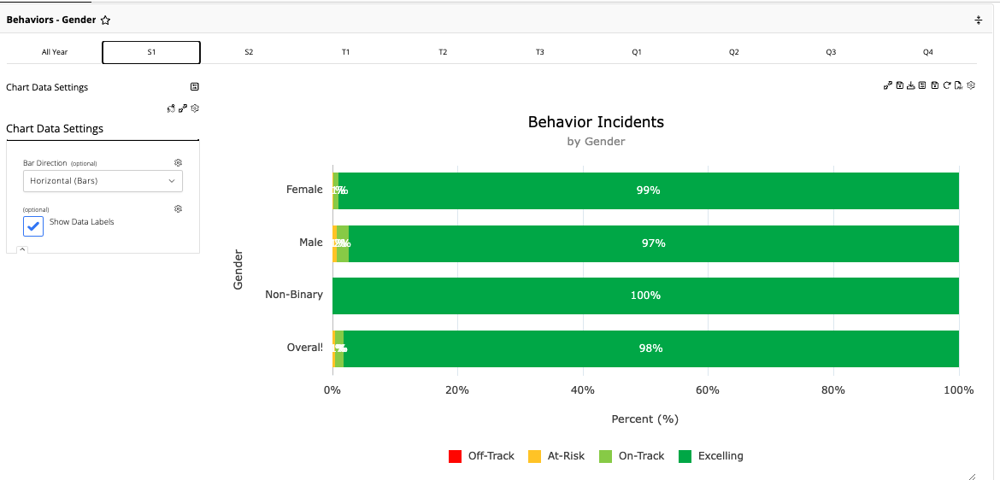 Behaviors - Gender
All Year S1 S2 T1 T2 T3 Q1 Q2 Q3 Q4
Chart Data Settings
Chart Data Settings
Bar Direction (optional)
Horizontal (Bars)
(optional)
Show Data Labels
Behavior Incidents
by Gender
Gender
Female 99%
Male 97%
Non-Binary 100%
Overall 98%
0% 20% 40% 60% 80% 100%
Percent (%)
Off-Track At-Risk On-Track Excelling